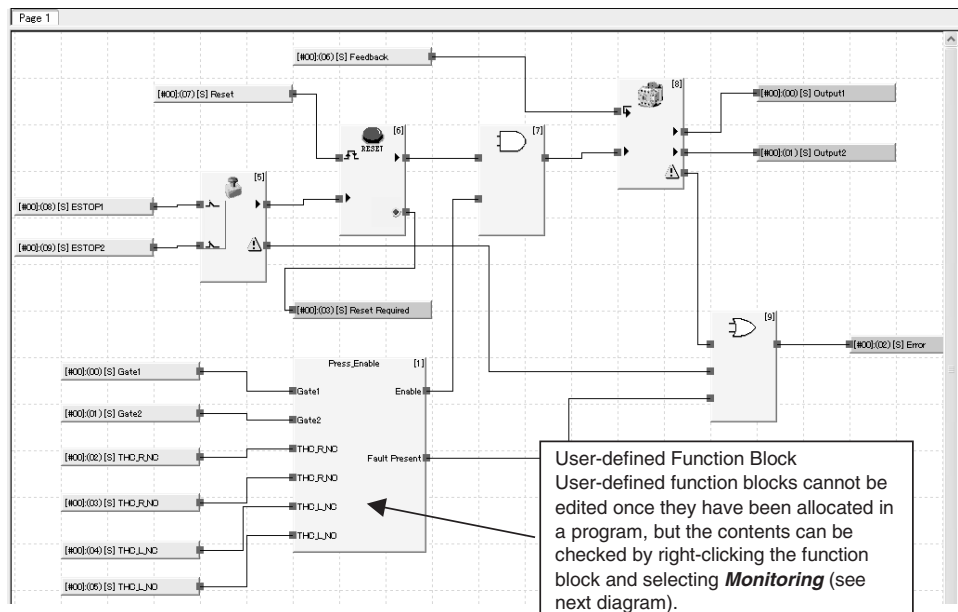 Page 1
[#00]:(06) [S] Feedback
[8]
[#00]:(07) [S] Reset
[#00]:(00) [S] Output1
[6]
[7]
RESET
[#00]:(01) [S] Output2
[5]
[#00]:(08) [S] ESTOP1
[#00]:(09) [S] ESTOP2
[#00]:(03) [S] Reset Required
[9]
[#00]:(02) [S] Error
Press_Enable
[1]
[#00]:(00) [S] Gate1
Gate1
Enable
[#00]:(01) [S] Gate2
Gate2
[#00]:(02) [S] THC_R_NC
THC_R_NC
Fault Present
[#00]:(03) [S] THC_R_NO
THC_R_NO
[#00]:(04) [S] THC_L_NC
THC_L_NC
[#00]:(05) [S] THC_L_NO
THC_L_NO
User-defined Function Block
User-defined function blocks cannot be
edited once they have been allocated in
a program, but the contents can be
checked by right-clicking the function
block and selecting Monitoring (see
next diagram).